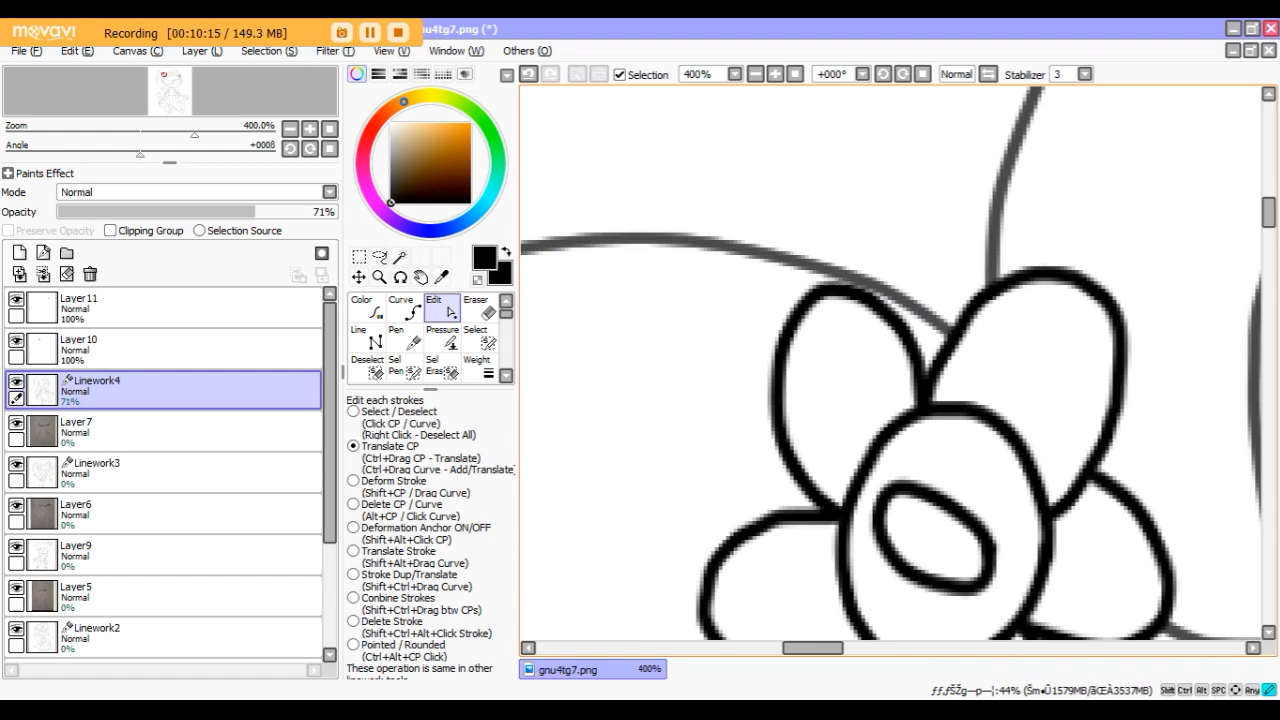 movavi
Recording [00:10:15 / 149.3 MB]
nu4tg7.png (*)
File (F) Edit (E) Canvas (C) Layer (L) Selection (S) Filter (T) View (V) Window (W) Others (O)
Selection 400% +000° Normal Stabilizer 3
Zoom 400.0%
Angle +0008
Paints Effect
Mode Normal
Opacity 71%
Preserve Opacity Clipping Group Selection Source
Layer11
Normal
100%
Layer10
Normal
100%
Linework4
Normal
71%
Layer7
Normal
0%
Linework3
Normal
0%
Layer6
Normal
0%
Layer9
Normal
0%
Layer5
Normal
0%
Linework2
Normal
0%
Color Curve Edit Eraser
Line Pen Pressure Select
Deselect Sel Pen Sel Eras Weight
Edit each strokes
Select / Deselect
(Click CP / Curve)
(Right Click - Deselect All)
Translate CP
(Ctrl+Drag CP - Translate)
(Ctrl+Drag Curve - Add/Translate)
Deform Stroke
(Shift+CP / Drag Curve)
Delete CP / Curve
(Alt+CP / Click Curve)
Deformation Anchor ON/OFF
(Shift+Alt+Click CP)
Translate Stroke
(Shift+Alt+Drag Curve)
Stroke Dup/Translate
(Shift+Ctrl+Drag Curve)
Conbine Strokes
(Shift+Ctrl+Drag btw CPs)
Delete Stroke
(Shift+Ctrl+Alt+Click Stroke)
Pointed / Rounded
(Ctrl+Alt+CP Click)
These operation is same in other
gnu4tg7.png 400%
Shift Ctrl Alt SPC Any